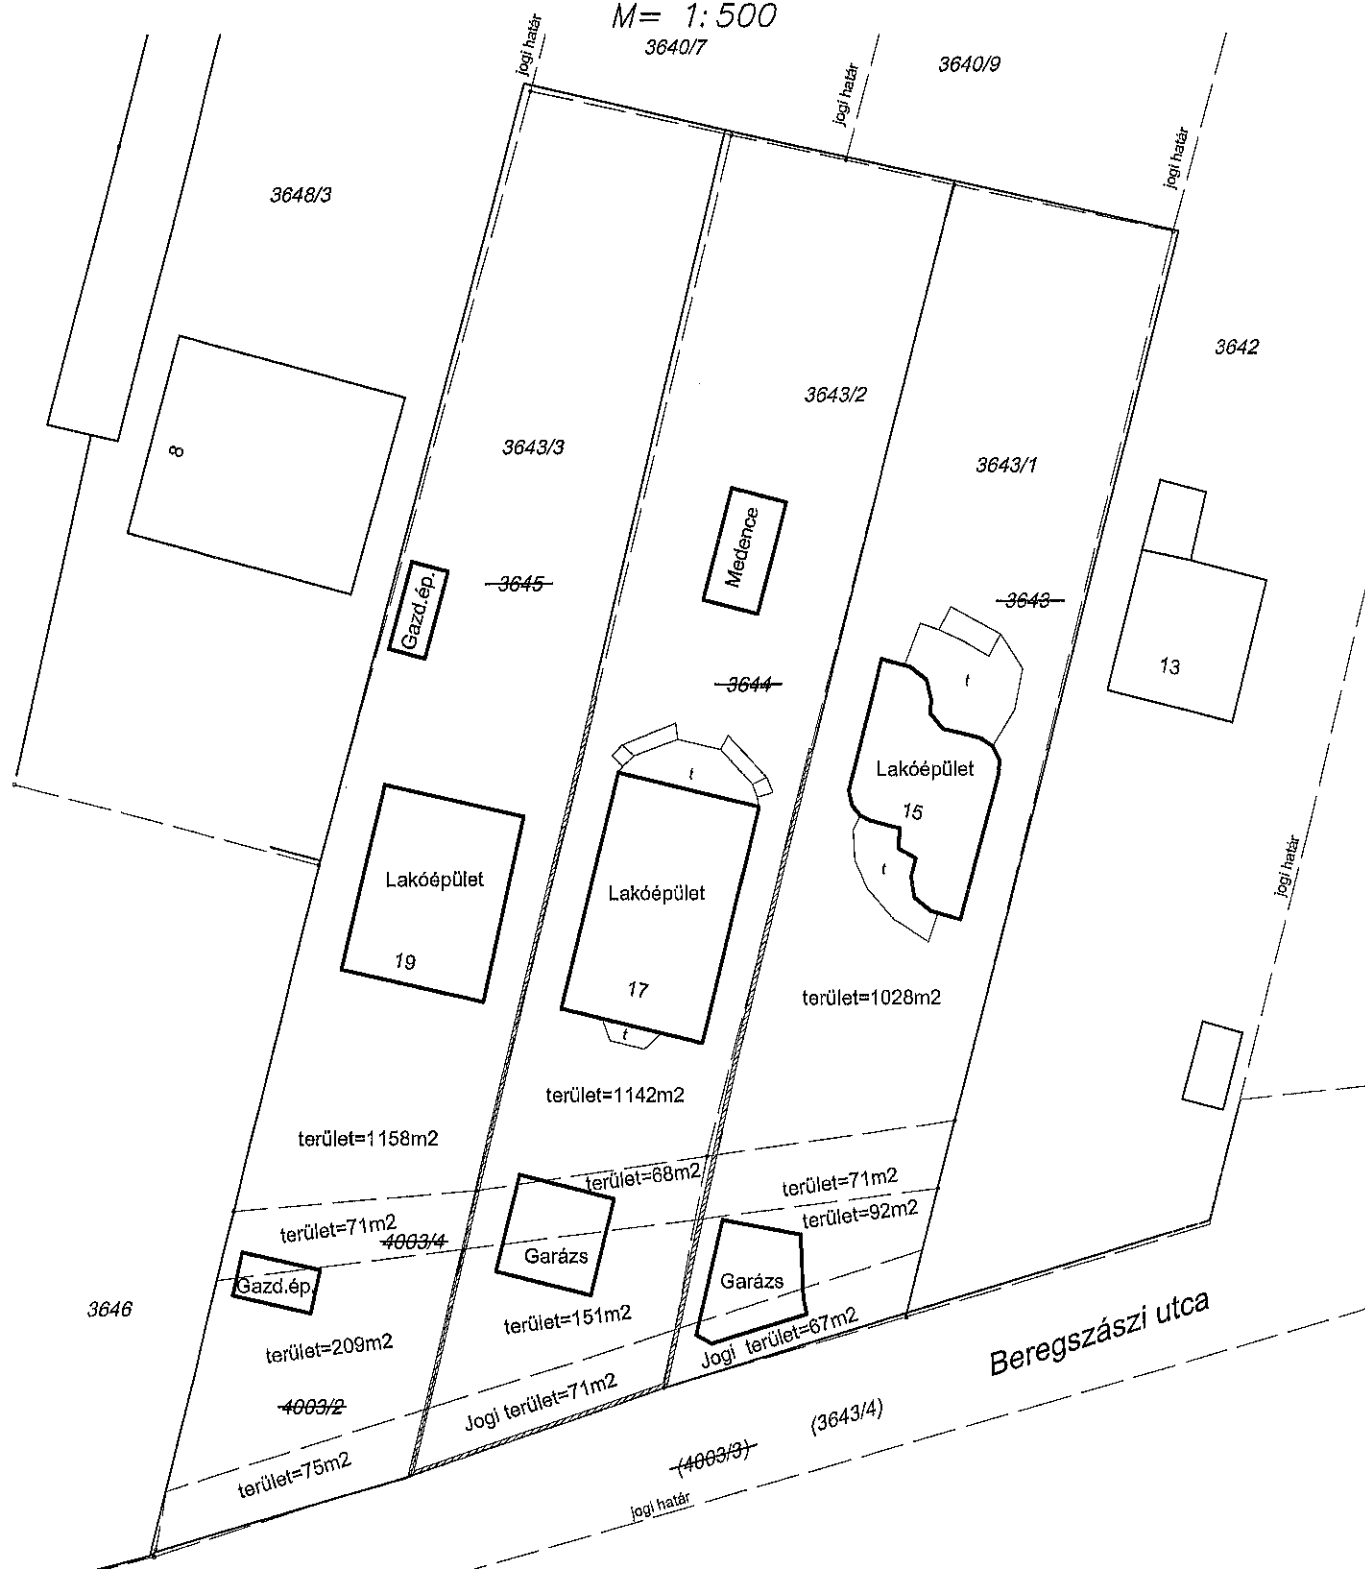 M= 1:500
jogi határ
3640/7
jogi határ
3640/9
jogi határ
3648/3
3642
3643/2
8
3643/3
3643/1
Medence
Gazd.ép.
3645
3643
3644
13
t
t
Lakóépület
15
t
Lakóépület
19
Lakóépület
17
t
jogi határ
terület=1028m2
terület=1142m2
terület=1158m2
terület=68m2
terület=71m2
terület=71m2
4003/4
terület=92m2
Garázs
Garázs
Gazd.ép.
3646
terület=151m2
terület=209m2
Jogi terület=67m2
Beregszászi utca
4003/2
Jogi terület=71m2
(3643/4)
(4003/3)
terület=75m2
jogi határ